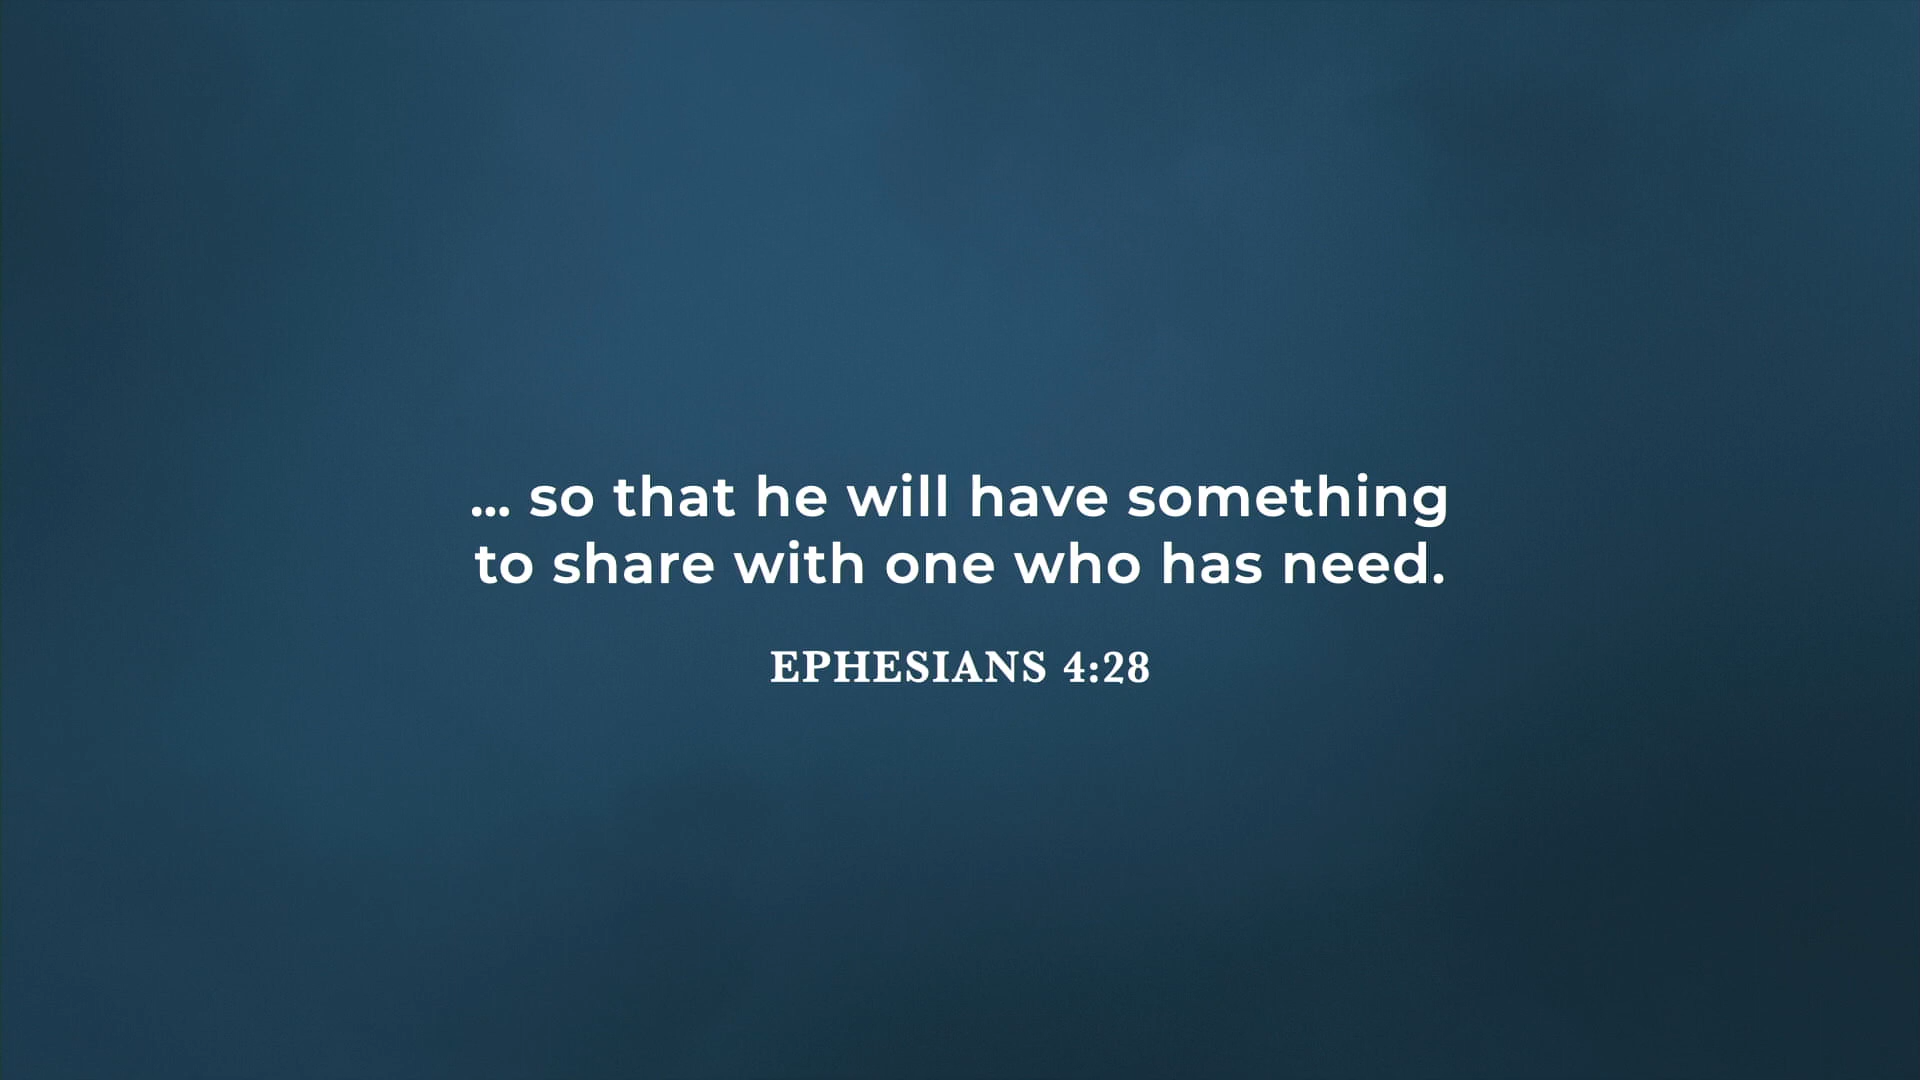 ... so that he will have something
to share with one who has need.
EPHESIANS 4:28